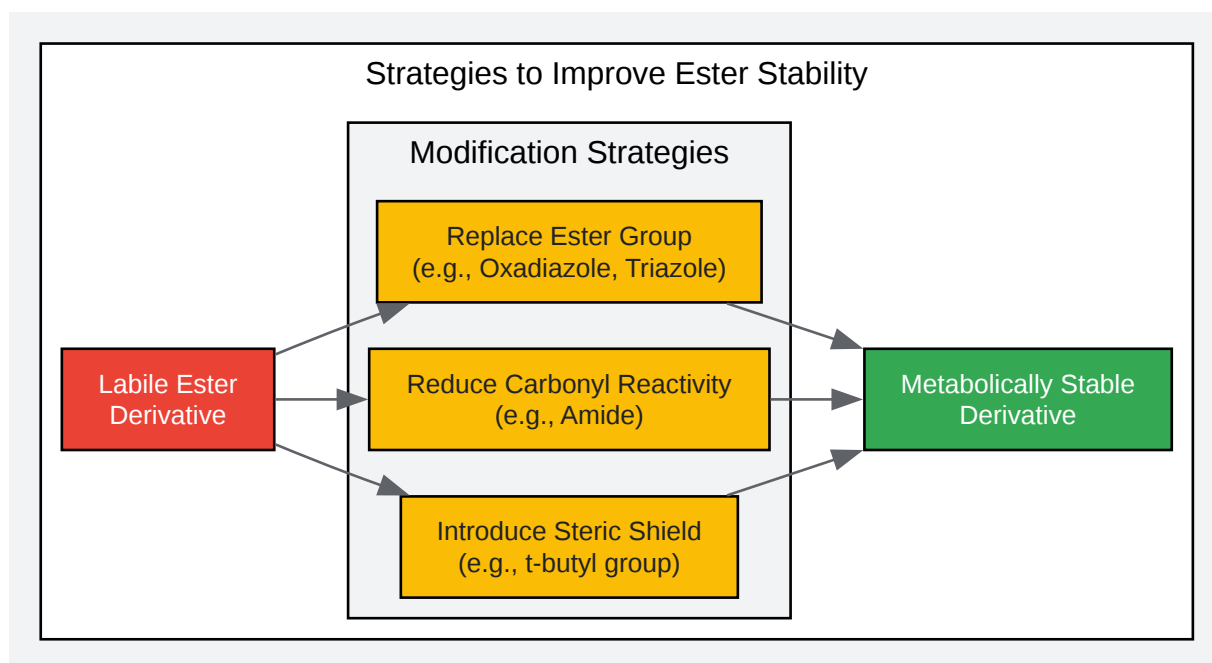 Strategies to Improve Ester Stability
Modification Strategies
Replace Ester Group
(e.g., Oxadiazole, Triazole)
Labile Ester
Derivative
Reduce Carbonyl Reactivity
(e.g., Amide)
Metabolically Stable
Derivative
Introduce Steric Shield
(e.g., t-butyl group)